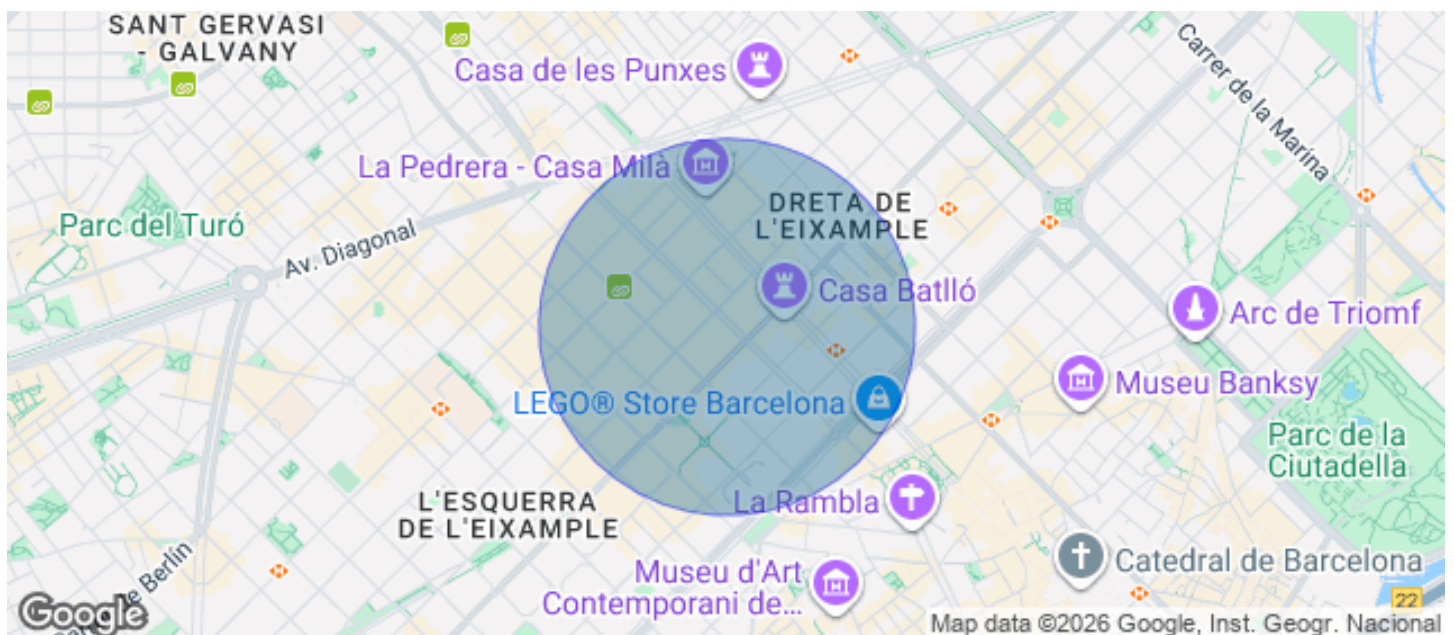 SANT GERVASI
- GALVANY
Casa de les Punxes
Carrer de la Marina
La Pedrera - Casa Milà
DRETA DE
L'EIXAMPLE
Parc del Turó
Av. Diagonal
Casa Batlló
Arc de Triomf
Museu Banksy
LEGO® Store Barcelona
Parc de la
Ciutadella
L'ESQUERRA
DE L'EIXAMPLE
La Rambla
Catedral de Barcelona
Museu d'Art
Contemporani de...
de Berlín
22
Google
Map data ©2026 Google, Inst. Geogr. Nacional